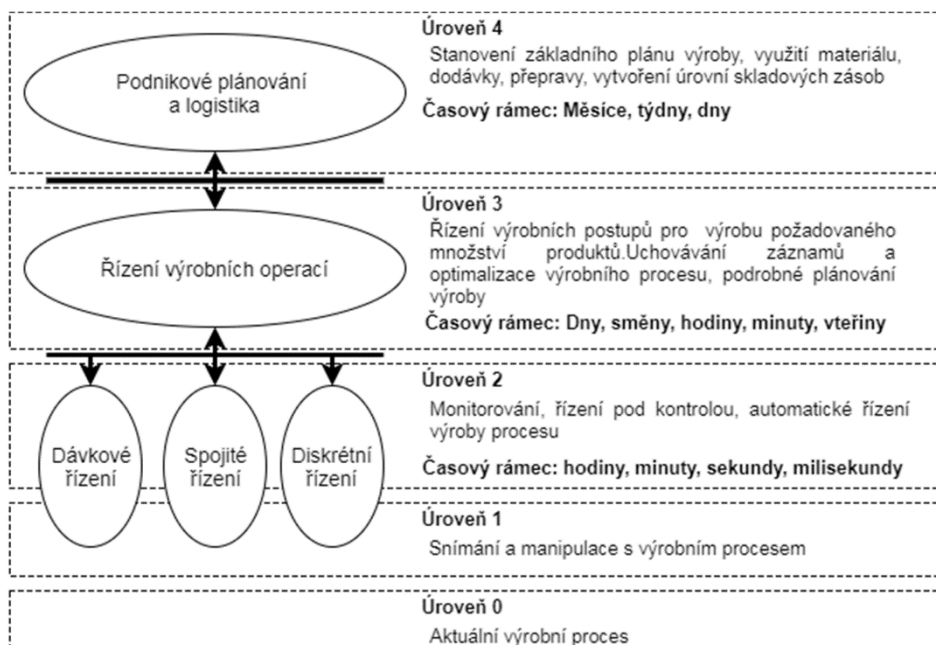 Úroveň 4
Stanovení základního plánu výroby, využití materiálu,
dodávky, přepravy, vytvoření úrovní skladových zásob
Časový rámec: Měsíce, týdny, dny
Podnikové plánování
a logistika
Úroveň 3
Řízení výrobních postupů pro výrobu požadovaného
množství produktů.Uchovávání záznamů a
optimalizace výrobního procesu, podrobné plánování
výroby
Časový rámec: Dny, směny, hodiny, minuty, vteřiny
Řízení výrobních operací
Úroveň 2
Monitorování, řízení pod kontrolou, automatické řízení
výroby procesu
Časový rámec: hodiny, minuty, sekundy, milisekundy
Dávkové
řízení
Spojité
řízení
Diskrétní
řízení
Úroveň 1
Snímání a manipulace s výrobním procesem
Úroveň 0
Aktuální výrobní proces